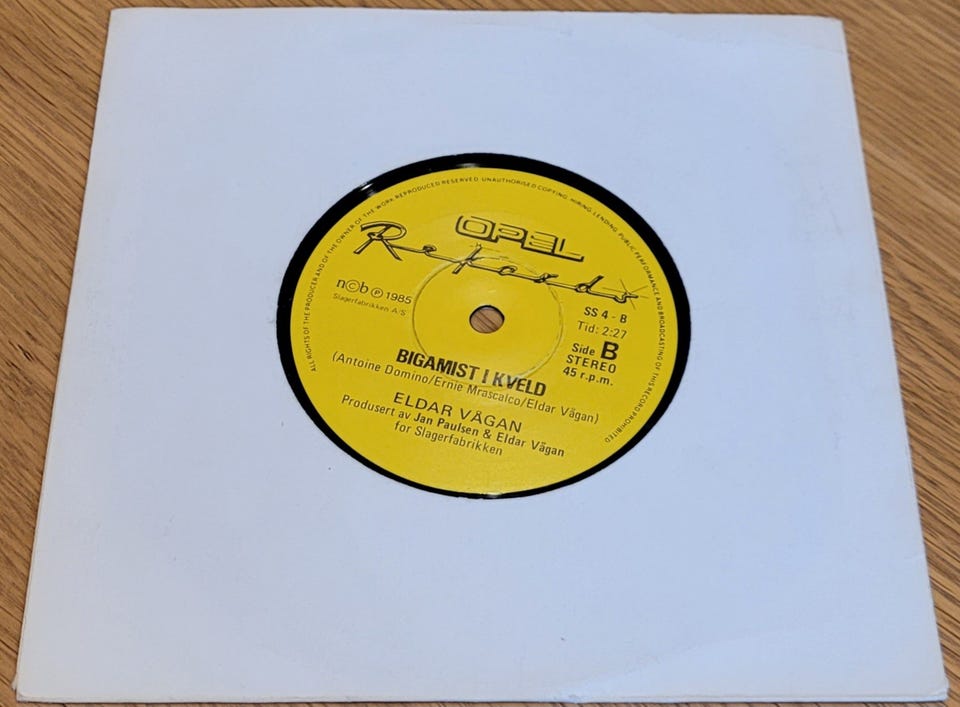 ALL RIGHTS OF THE PRODUCER AND OF THE OWNER OF THE WORK REPRODUCED RESERVED. UNAUTHORISED COPYING, HIRING, LENDING, PUBLIC PERFORMANCE AND BROADCASTING OF THIS RECORD PROHIBITED
OPEL
Rekords
n©b ℗ 1985
Slagerfabrikken A/S
SS 4 - B
Tid: 2:27
Side B
STEREO
45 r.p.m.
BIGAMIST I KVELD
(Antoine Domino/Ernie Mrascalco/Eldar Vågan)
ELDAR VÅGAN
Produsert av Jan Paulsen & Eldar Vågan
for Slagerfabrikken